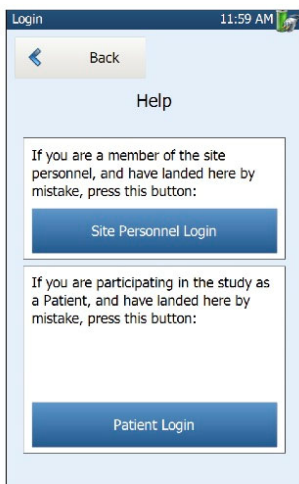 Login 11:59 AM
Back
Help
If you are a member of the site
personnel, and have landed here by
mistake, press this button:
Site Personnel Login
If you are participating in the study as
a Patient, and have landed here by
mistake, press this button:
Patient Login